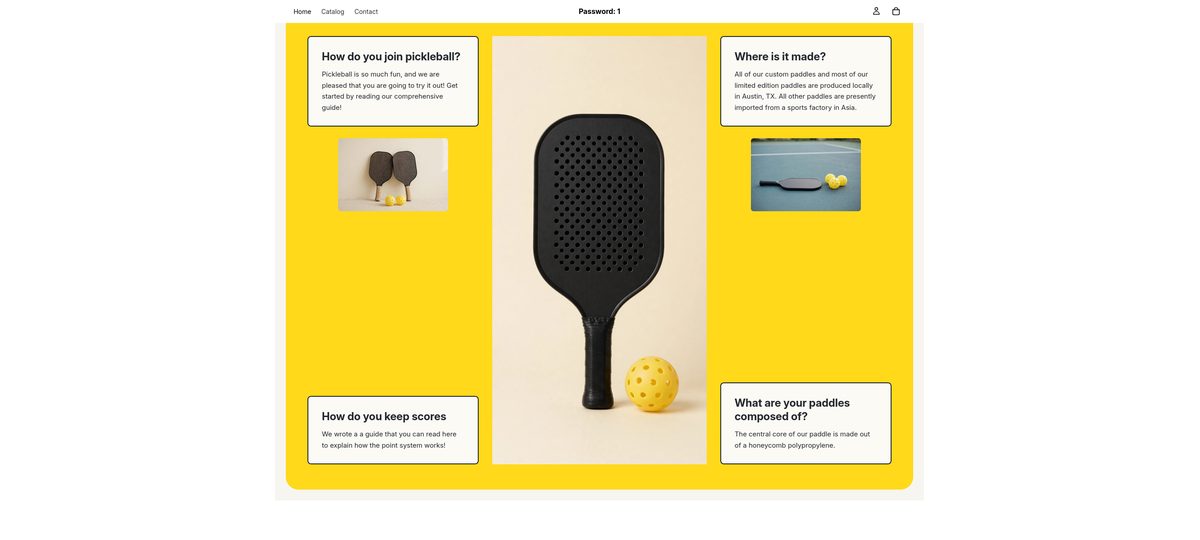 Home Catalog Contact
Password: 1
How do you join pickleball?
Pickleball is so much fun, and we are
pleased that you are going to try it out! Get
started by reading our comprehensive
guide!
How do you keep scores
We wrote a a guide that you can read here
to explain how the point system works!
Where is it made?
All of our custom paddles and most of our
limited edition paddles are produced locally
in Austin, TX. All other paddles are presently
imported from a sports factory in Asia.
What are your paddles
composed of?
The central core of our paddle is made out
of a honeycomb polypropylene.